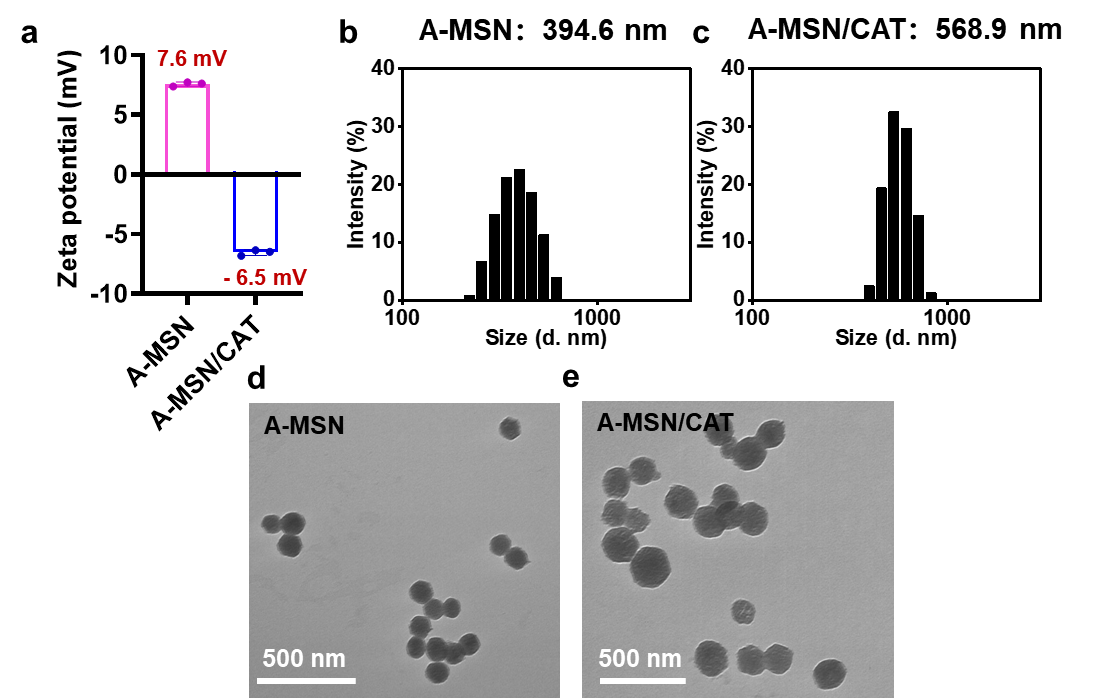 a
10
5
0
-5
-10
Zeta potential (mV)
7.6 mV
- 6.5 mV
A-MSN
A-MSN/CAT
b
A-MSN: 394.6 nm
40
30
20
10
0
Intensity (%)
100
1000
Size (d. nm)
c
A-MSN/CAT: 568.9 nm
40
30
20
10
0
Intensity (%)
100
1000
Size (d. nm)
d
A-MSN
500 nm
e
A-MSN/CAT
500 nm